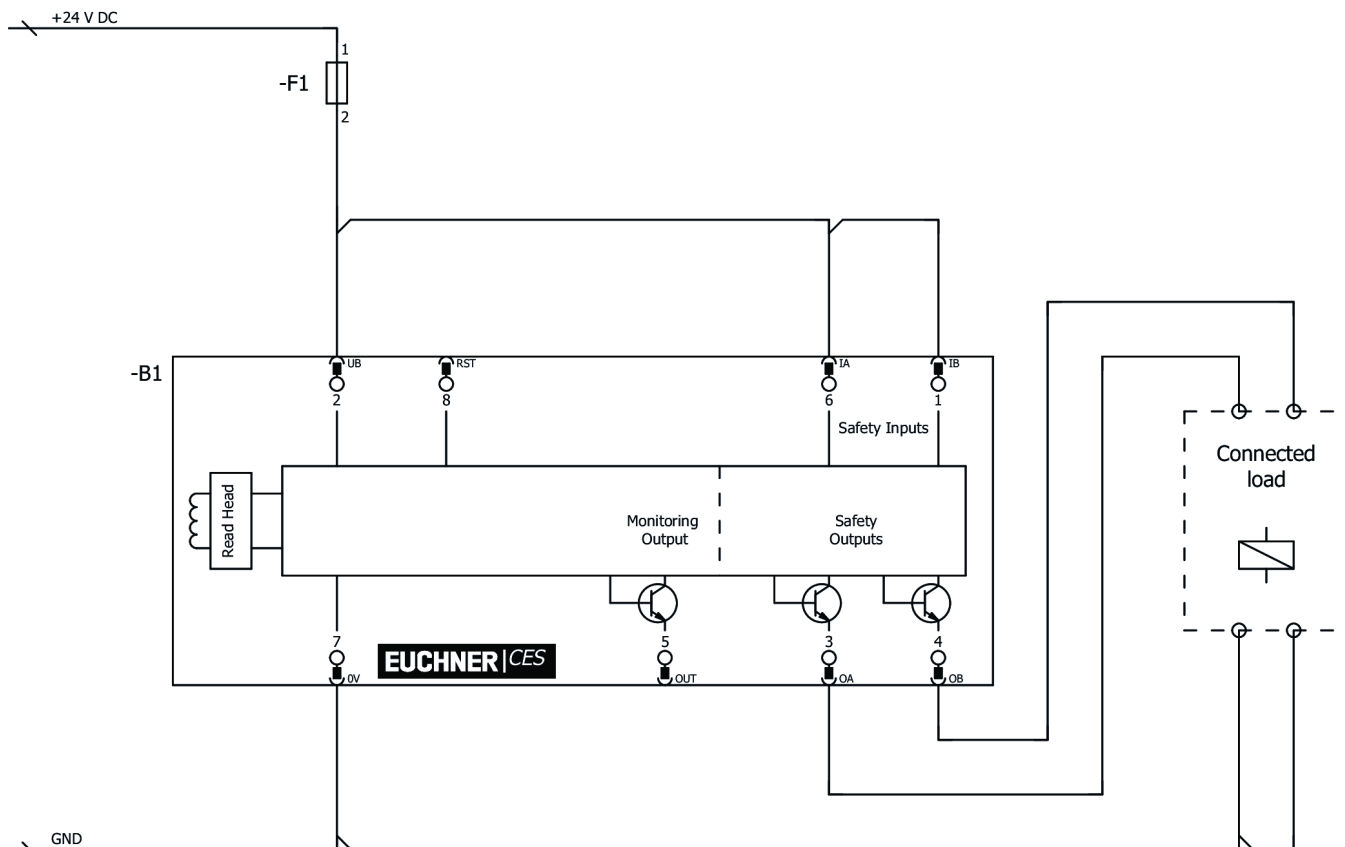 +24 V DC
1
-F1
2
-B1
UB
RST
IA
IB
2
8
6
1
Safety Inputs
Connected
load
Read Head
Monitoring
Output
Safety
Outputs
7
5
3
4
EUCHNER|CES
0V
OUT
OA
OB
GND